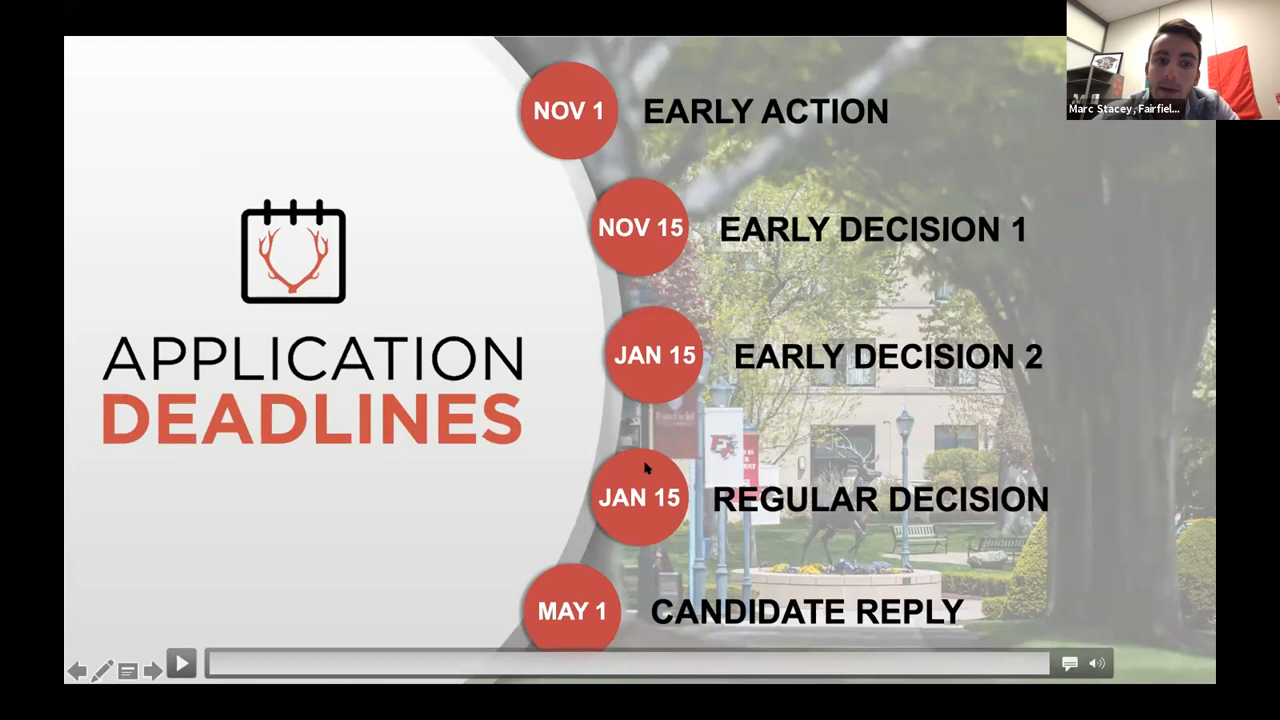 Marc Stacey, Fairfiel...
NOV 1
EARLY ACTION
NOV 15
EARLY DECISION 1
JAN 15
EARLY DECISION 2
APPLICATION
DEADLINES
Fairfield
JAN 15
REGULAR DECISION
MAY 1
CANDIDATE REPLY